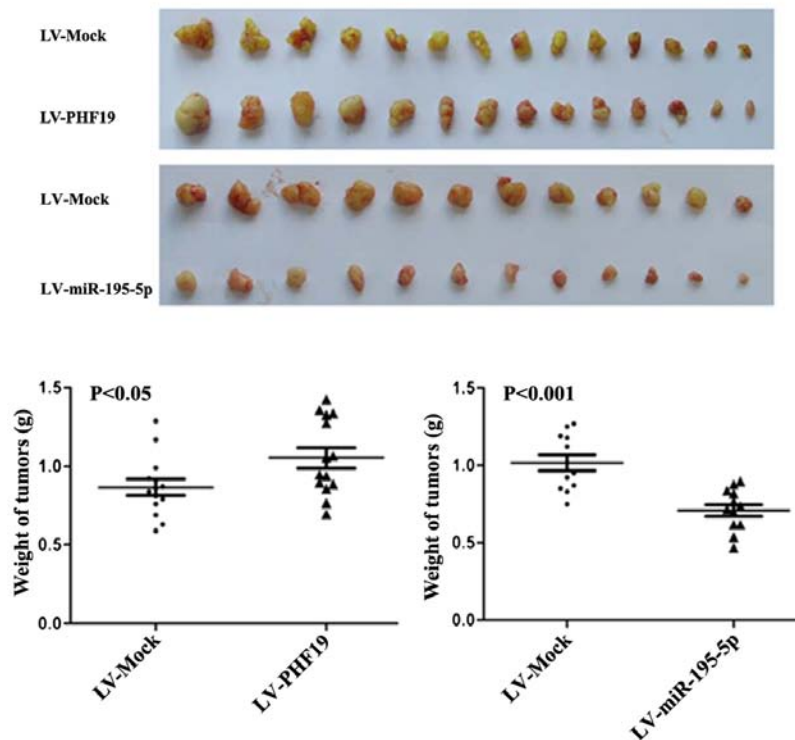 LV-Mock
LV-PHF19
LV-Mock
LV-miR-195-5p
P<0.05
Weight of tumors (g)
1.5
1.0
0.5
0.0
LV-Mock
LV-PHF19
P<0.001
Weight of tumors (g)
1.5
1.0
0.5
0.0
LV-Mock
LV-miR-195-5p